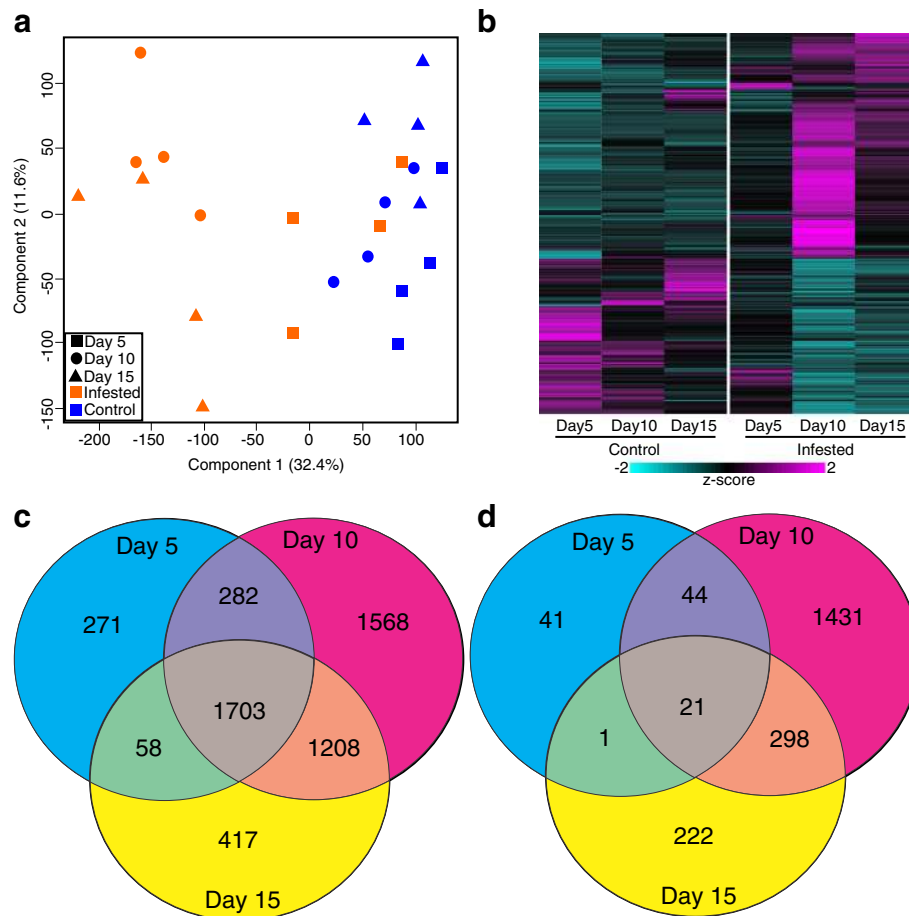 a
100
50
0
-50
-100
-150
Component 2 (11.6%)
Day 5
Day 10
Day 15
Infested
Control
-200 -150 -100 -50 0 50 100
Component 1 (32.4%)
b
Day5 Day10 Day15 Day5 Day10 Day15
Control Infested
-2 2
z-score
c
Day 5
Day 10
282
271
1568
1703
58
1208
417
Day 15
d
Day 5
Day 10
44
41
1431
21
1
298
222
Day 15